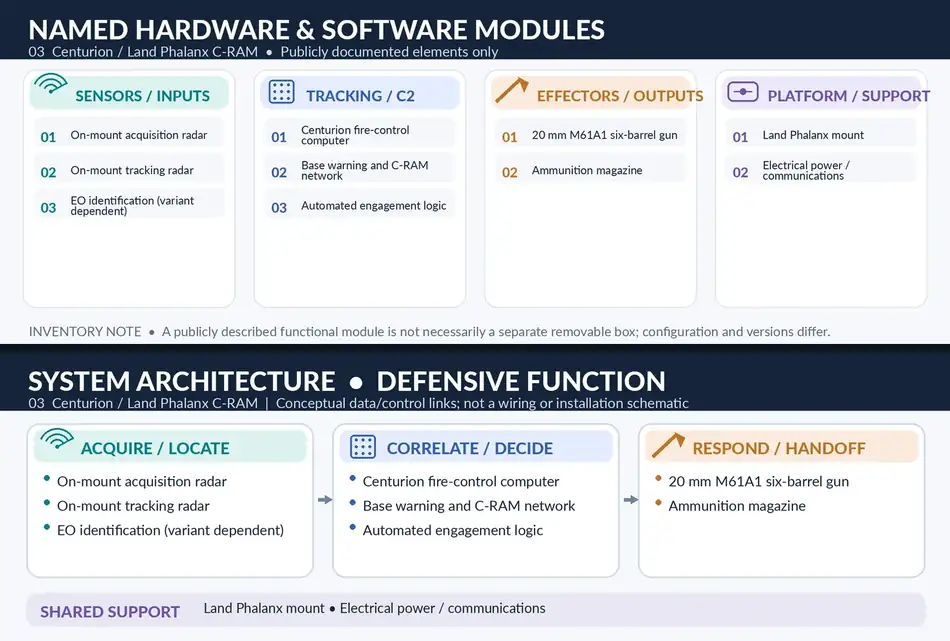 NAMED HARDWARE & SOFTWARE MODULES
03 Centurion / Land Phalanx C-RAM • Publicly documented elements only
SENSORS / INPUTS
01 On-mount acquisition radar
02 On-mount tracking radar
03 EO identification (variant
dependent)
TRACKING / C2
01 Centurion fire-control
computer
02 Base warning and C-RAM
network
03 Automated engagement logic
EFFECTORS / OUTPUTS
01 20 mm M61A1 six-barrel gun
02 Ammunition magazine
PLATFORM / SUPPORT
01 Land Phalanx mount
02 Electrical power /
communications
INVENTORY NOTE • A publicly described functional module is not necessarily a separate removable box; configuration and versions differ.
SYSTEM ARCHITECTURE • DEFENSIVE FUNCTION
03 Centurion / Land Phalanx C-RAM | Conceptual data/control links; not a wiring or installation schematic
ACQUIRE / LOCATE
• On-mount acquisition radar
• On-mount tracking radar
• EO identification (variant dependent)
CORRELATE / DECIDE
• Centurion fire-control computer
• Base warning and C-RAM network
• Automated engagement logic
RESPOND / HANDOFF
• 20 mm M61A1 six-barrel gun
• Ammunition magazine
SHARED SUPPORT Land Phalanx mount • Electrical power / communications